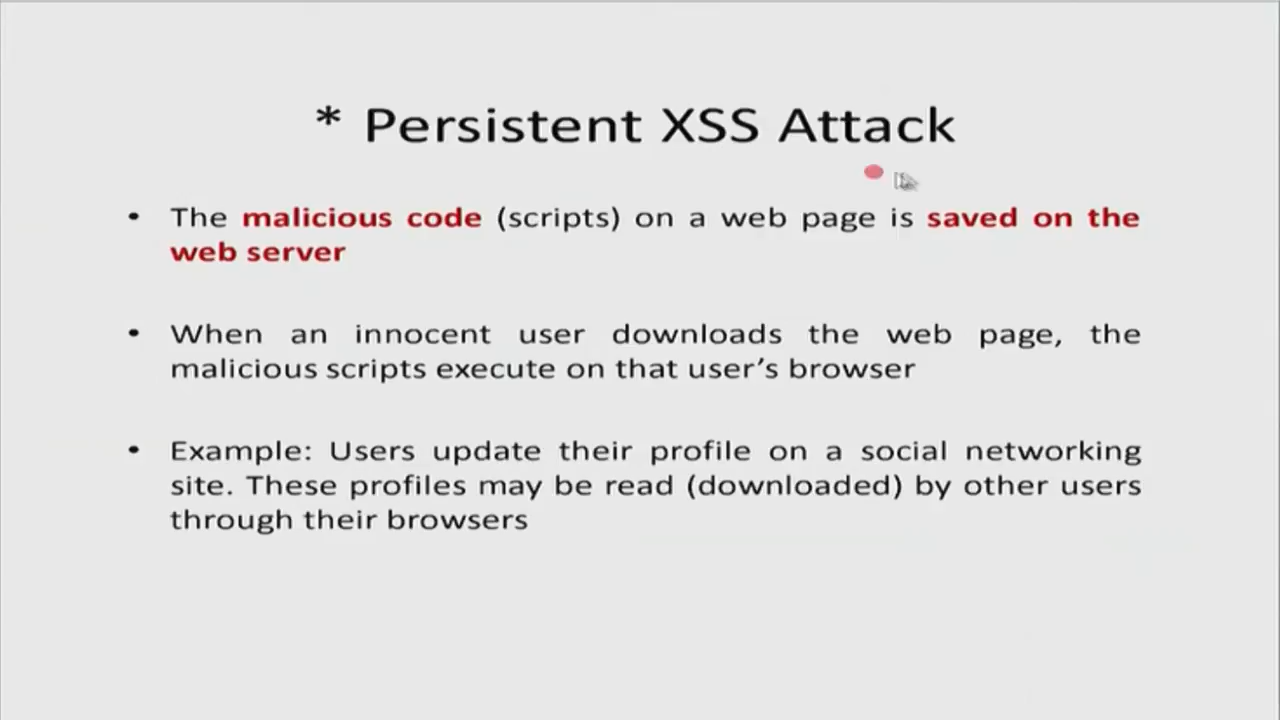 * Persistent XSS Attack
• The malicious code (scripts) on a web page is saved on the
web server
• When an innocent user downloads the web page, the
malicious scripts execute on that user’s browser
• Example: Users update their profile on a social networking
site. These profiles may be read (downloaded) by other users
through their browsers